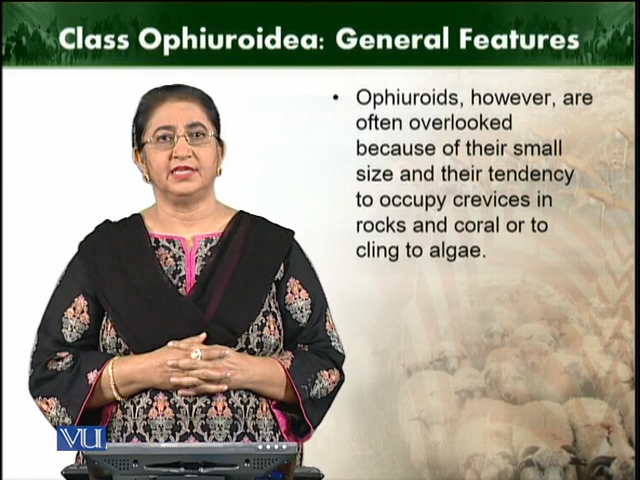 Class Ophiuroidea: General Features
• Ophiuroids, however, are
often overlooked
because of their small
size and their tendency
to occupy crevices in
rocks and coral or to
cling to algae.
VU